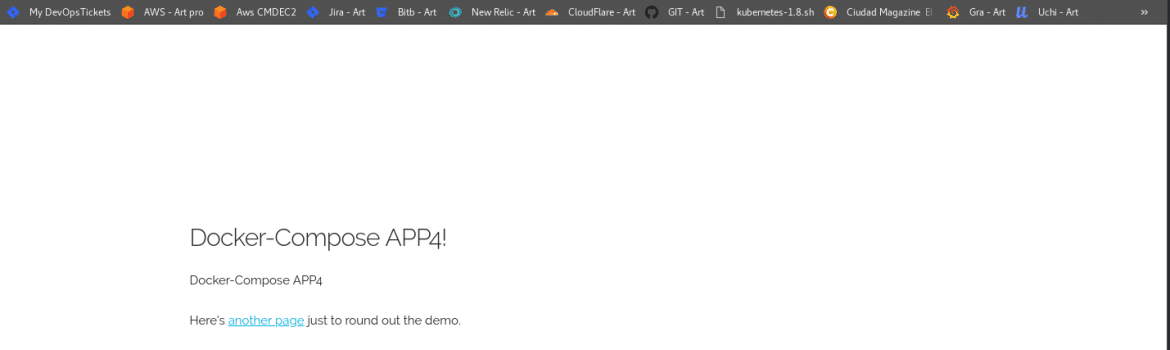 My DevOpsTickets AWS - Art pro Aws CMDEC2 Jira - Art Bitb - Art New Relic - Art CloudFlare - Art GIT - Art kubernetes-1.8.sh Ciudad Magazine Gra - Art Uchi - Art »
Docker-Compose APP4!
Docker-Compose APP4
Here's another page just to round out the demo.